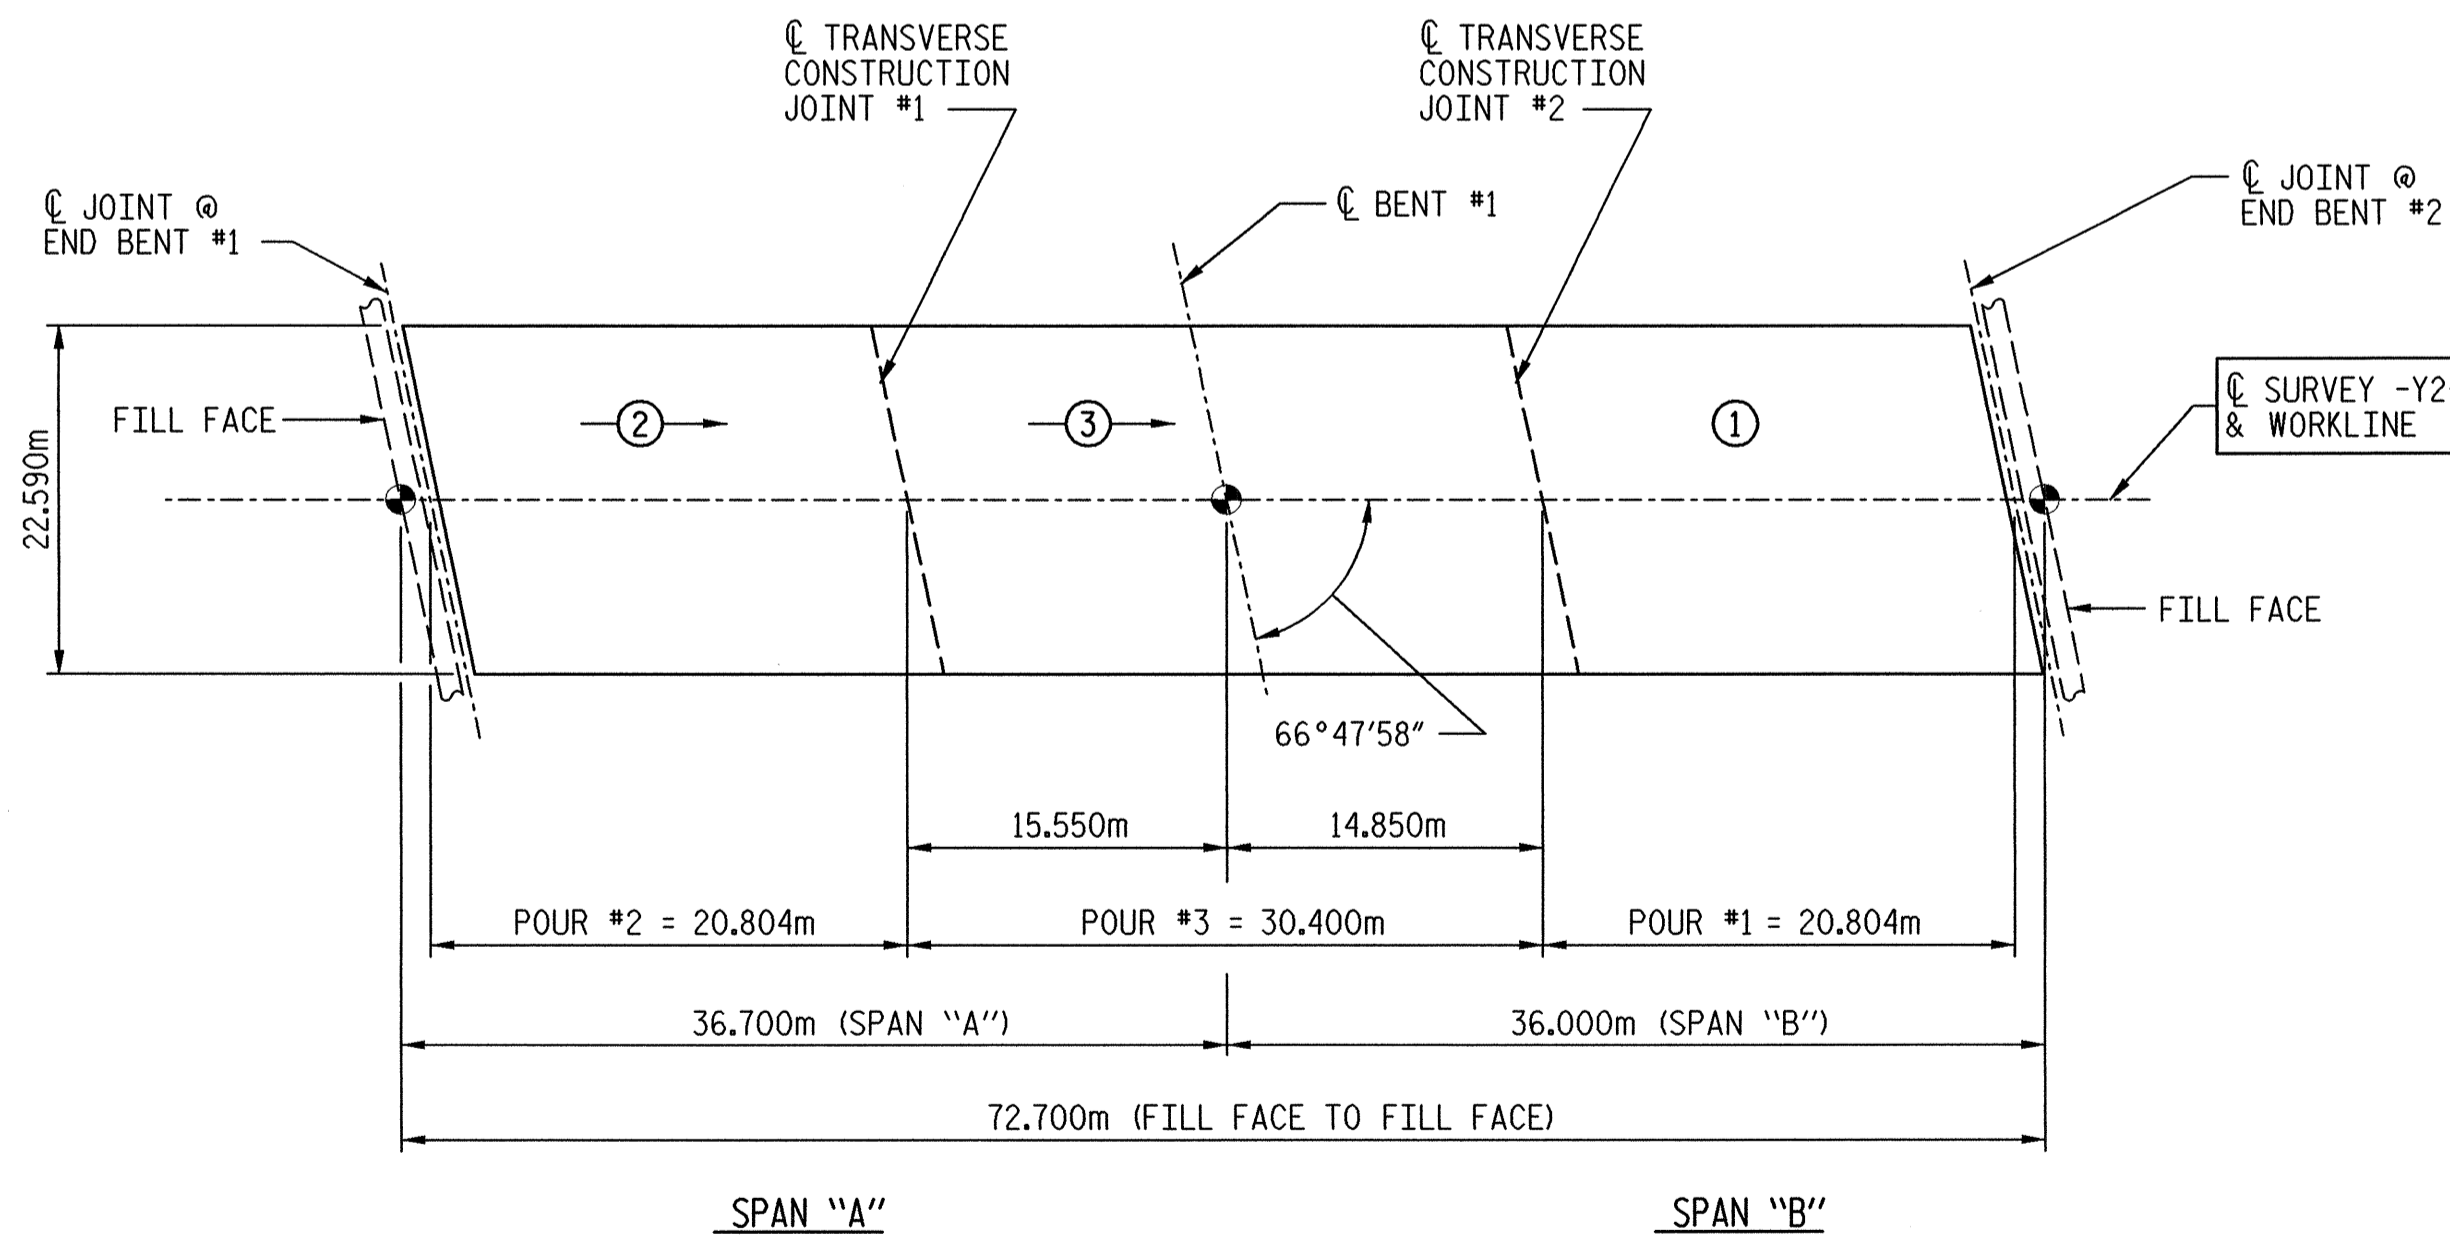 ℄ TRANSVERSE
CONSTRUCTION
JOINT #1
℄ TRANSVERSE
CONSTRUCTION
JOINT #2
℄ JOINT @
END BENT #1
℄ BENT #1
℄ JOINT @
END BENT #2
℄ SURVEY -Y2-
& WORKLINE
FILL FACE
2
3
1
22.590m
FILL FACE
66°47'58"
15.550m
14.850m
POUR #2 = 20.804m
POUR #3 = 30.400m
POUR #1 = 20.804m
36.700m (SPAN "A")
36.000m (SPAN "B")
72.700m (FILL FACE TO FILL FACE)
SPAN "A"
SPAN "B"